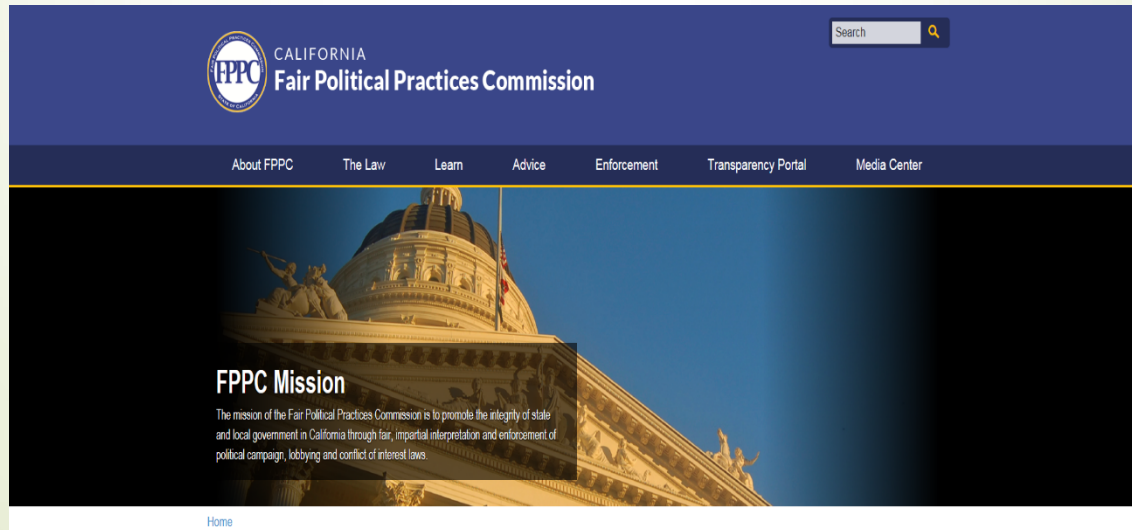 Search
FPPC
CALIFORNIA
Fair Political Practices Commission
About FPPC The Law Learn Advice Enforcement Transparency Portal Media Center
FPPC Mission
The mission of the Fair Political Practices Commission is to promote the integrity of state
and local government in California through fair, impartial interpretation and enforcement of
political campaign, lobbying and conflict of interest laws.
Home